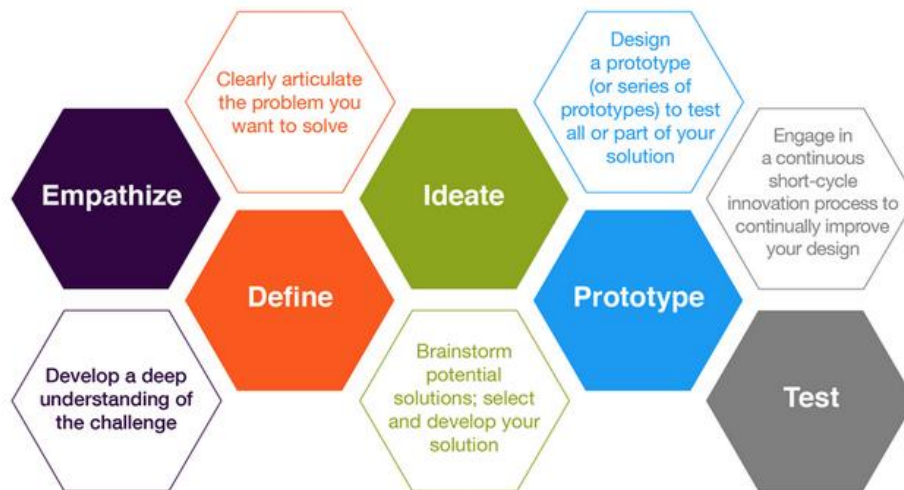 Empathize
Develop a deep
understanding of
the challenge
Clearly articulate
the problem you
want to solve
Define
Ideate
Brainstorm
potential
solutions; select
and develop your
solution
Design
a prototype
(or series of
prototypes) to test
all or part of your
solution
Prototype
Engage in
a continuous
short-cycle
innovation process to
continually improve
your design
Test